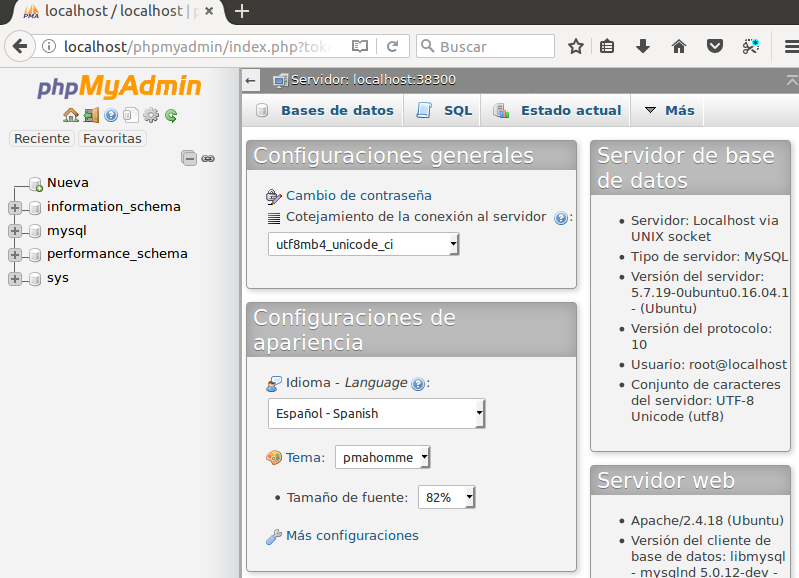 localhost / localhost | p
localhost/phpmyadmin/index.php?toke
Buscar
phpMyAdmin
Reciente Favoritas
Nueva
information_schema
mysql
performance_schema
sys
Servidor: localhost:38300
Bases de datos SQL Estado actual Más
Configuraciones generales
Cambio de contraseña
Cotejamiento de la conexión al servidor :
utf8mb4_unicode_ci
Configuraciones de
apariencia
Idioma - Language :
Español - Spanish
Tema: pmahomme
Tamaño de fuente: 82%
Más configuraciones
Servidor de base
de datos
Servidor: Localhost via
UNIX socket
Tipo de servidor: MySQL
Versión del servidor:
5.7.19-0ubuntu0.16.04.1
- (Ubuntu)
Versión del protocolo:
10
Usuario: root@localhost
Conjunto de caracteres
del servidor: UTF-8
Unicode (utf8)
Servidor web
Apache/2.4.18 (Ubuntu)
Versión del cliente de
base de datos: libmysql
- mysqlnd 5.0.12-dev -